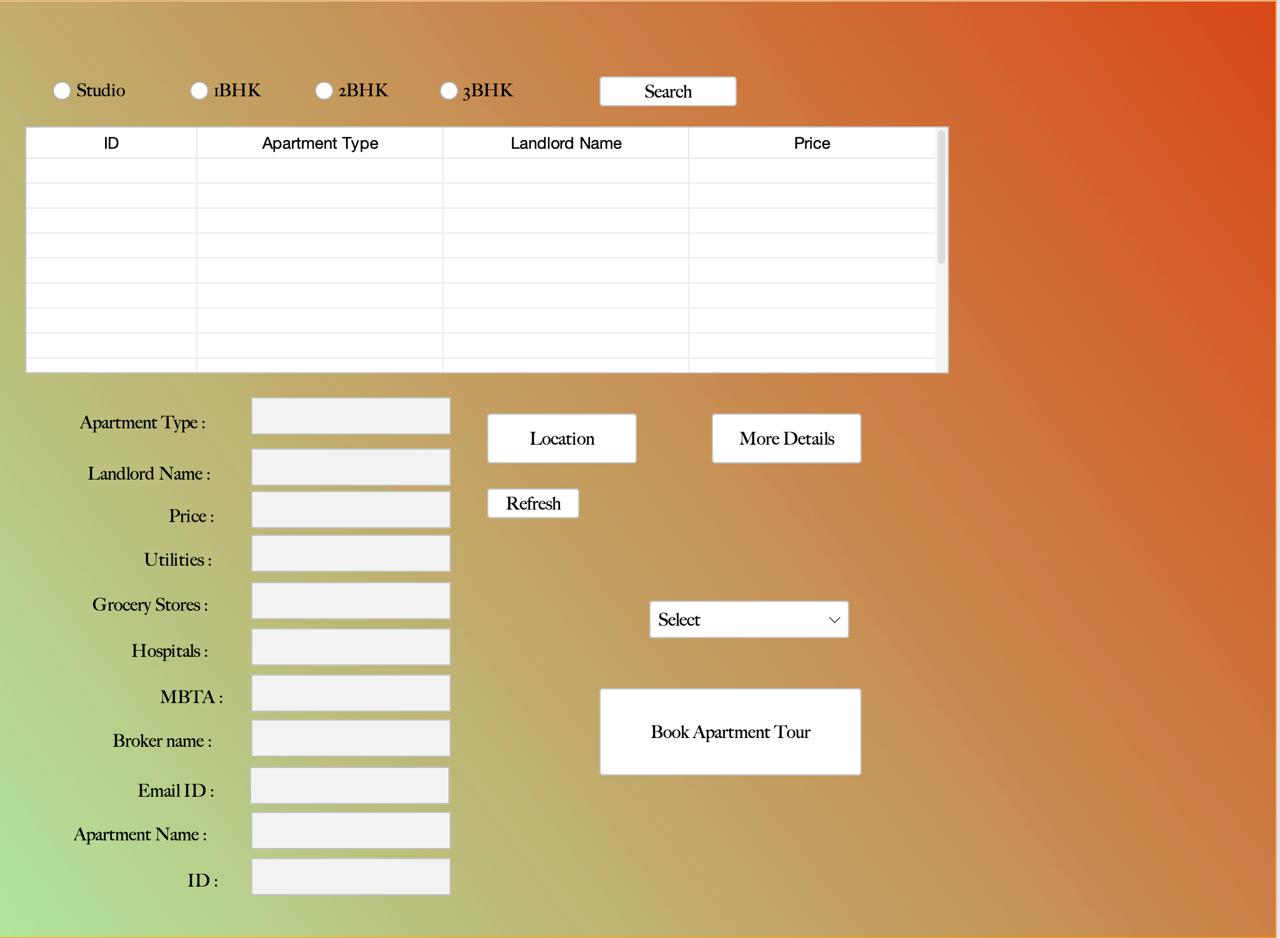 Studio 1BHK 2BHK 3BHK Search
ID Apartment Type Landlord Name Price
Apartment Type :
Location More Details
Landlord Name :
Refresh
Price :
Utilities :
Grocery Stores :
Select
Hospitals :
MBTA :
Broker name :
Book Apartment Tour
Email ID :
Apartment Name :
ID :